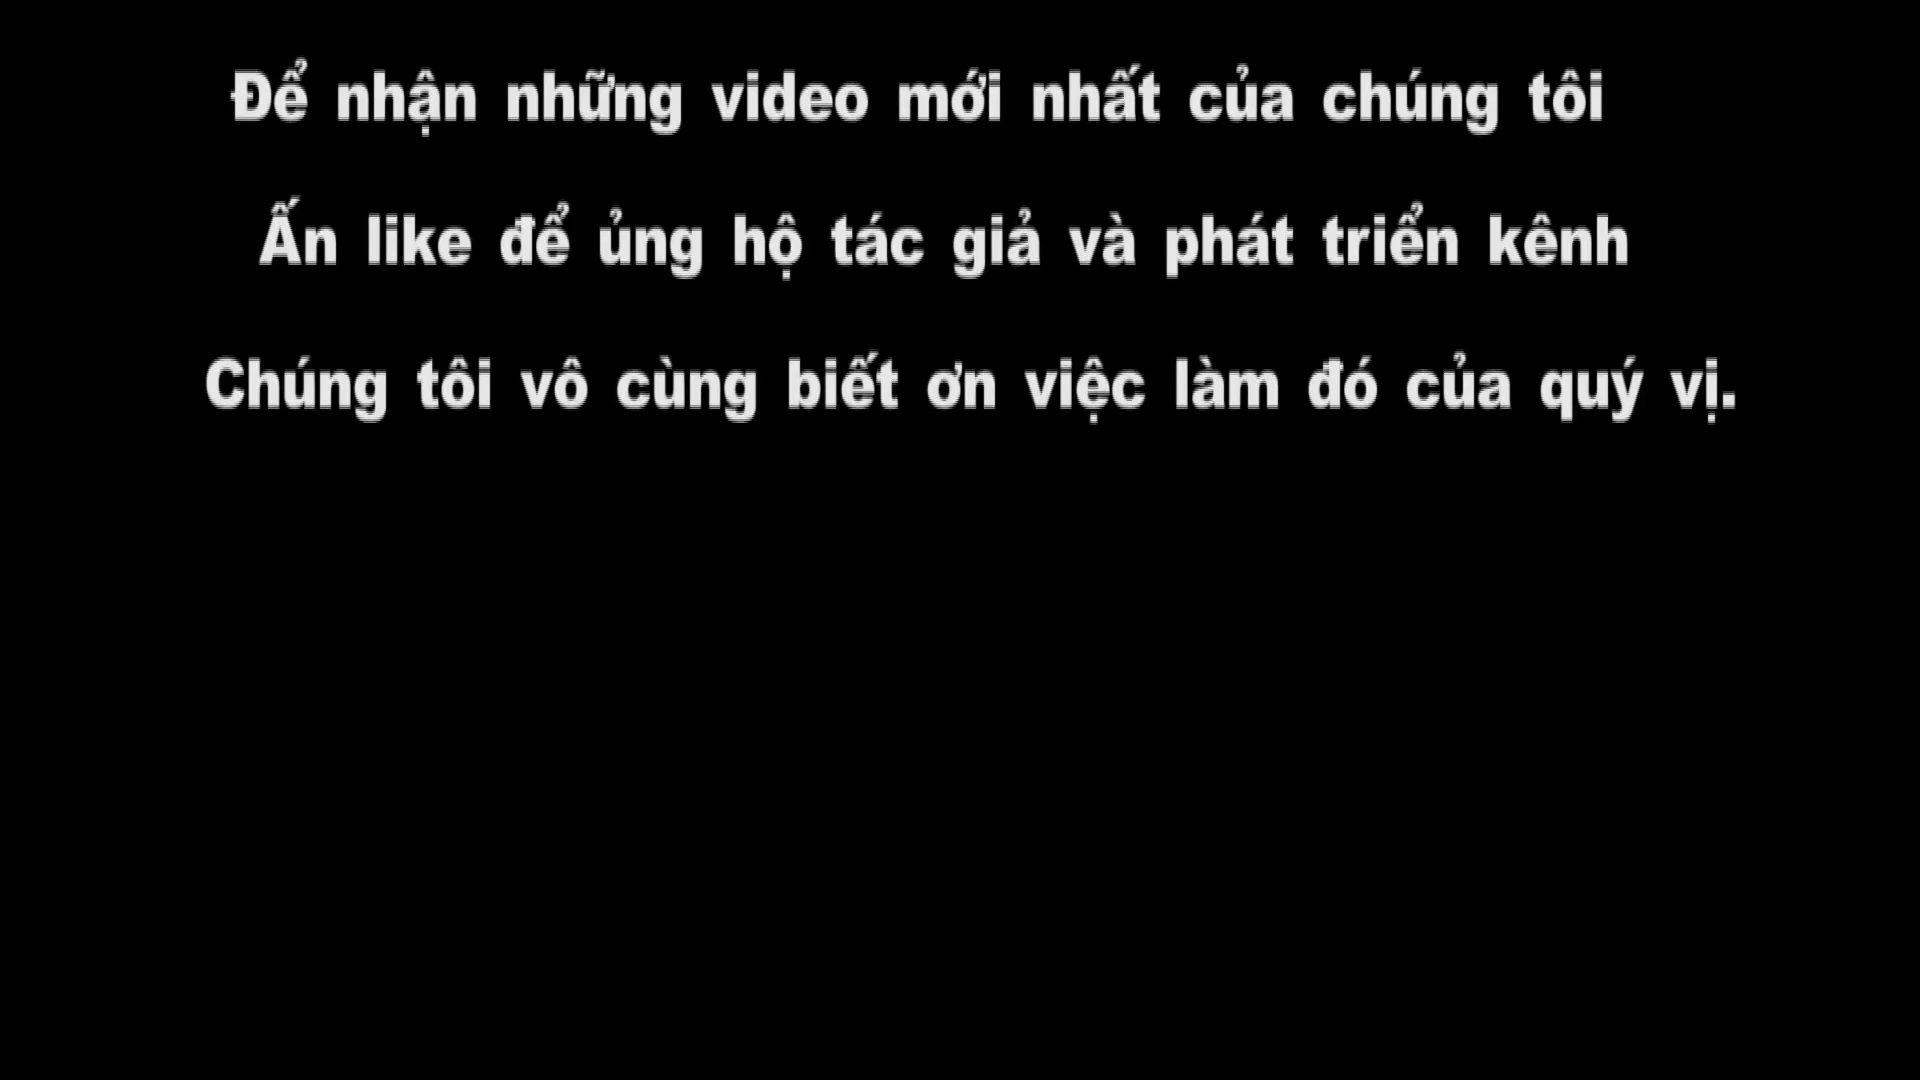 Để nhận những video mới nhất của chúng tôi
Ấn like để ủng hộ tác giả và phát triển kênh
Chúng tôi vô cùng biết ơn việc làm đó của quý vị.